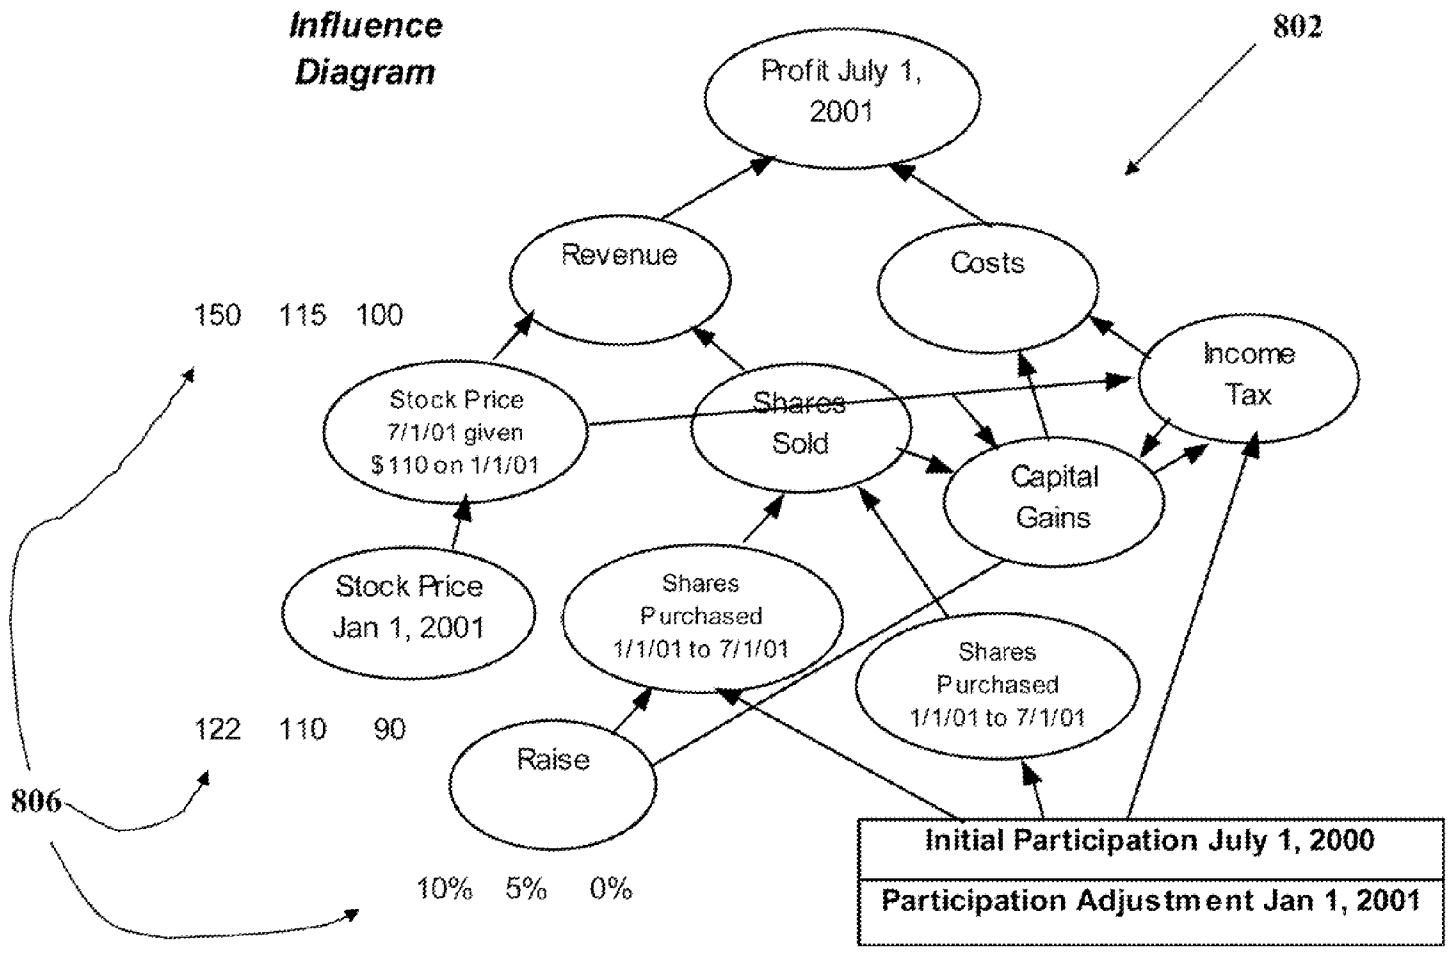 Influence
Diagram
802
Profit July 1,
2001
Revenue
Costs
150 115 100
Income
Tax
Stock Price
7/1/01 given
$110 on 1/1/01
Shares
Sold
Capital
Gains
Stock Price
Jan 1, 2001
Shares
Purchased
1/1/01 to 7/1/01
Shares
Purchased
1/1/01 to 7/1/01
122 110 90
Raise
806
Initial Participation July 1, 2000
Participation Adjustment Jan 1, 2001
10% 5% 0%